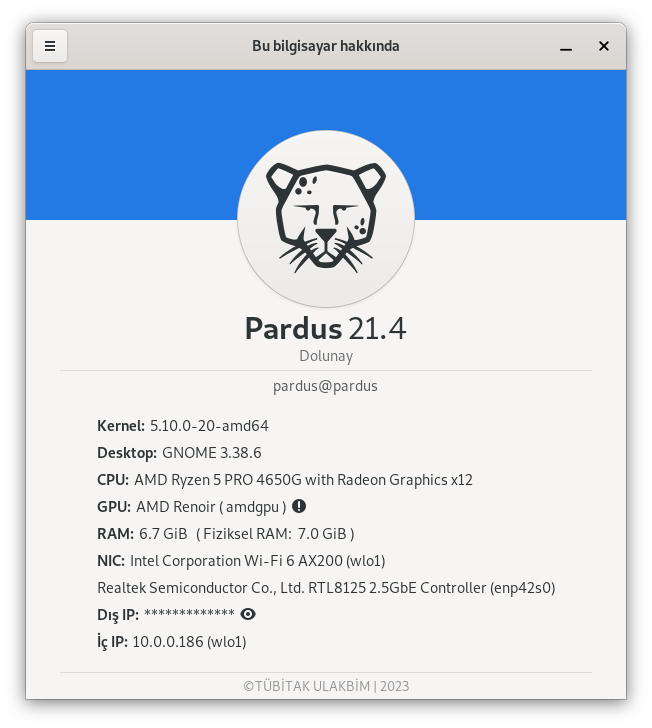 Bu bilgisayar hakkında
Pardus 21.4
Dolunay
pardus@pardus
Kernel: 5.10.0-20-amd64
Desktop: GNOME 3.38.6
CPU: AMD Ryzen 5 PRO 4650G with Radeon Graphics x12
GPU: AMD Renoir ( amdgpu )
RAM: 6.7 GiB ( Fiziksel RAM: 7.0 GiB )
NIC: Intel Corporation Wi-Fi 6 AX200 (wlo1)
Realtek Semiconductor Co., Ltd. RTL8125 2.5GbE Controller (enp42s0)
Dış IP: *************
İç IP: 10.0.0.186 (wlo1)
©TÜBİTAK ULAKBİM | 2023